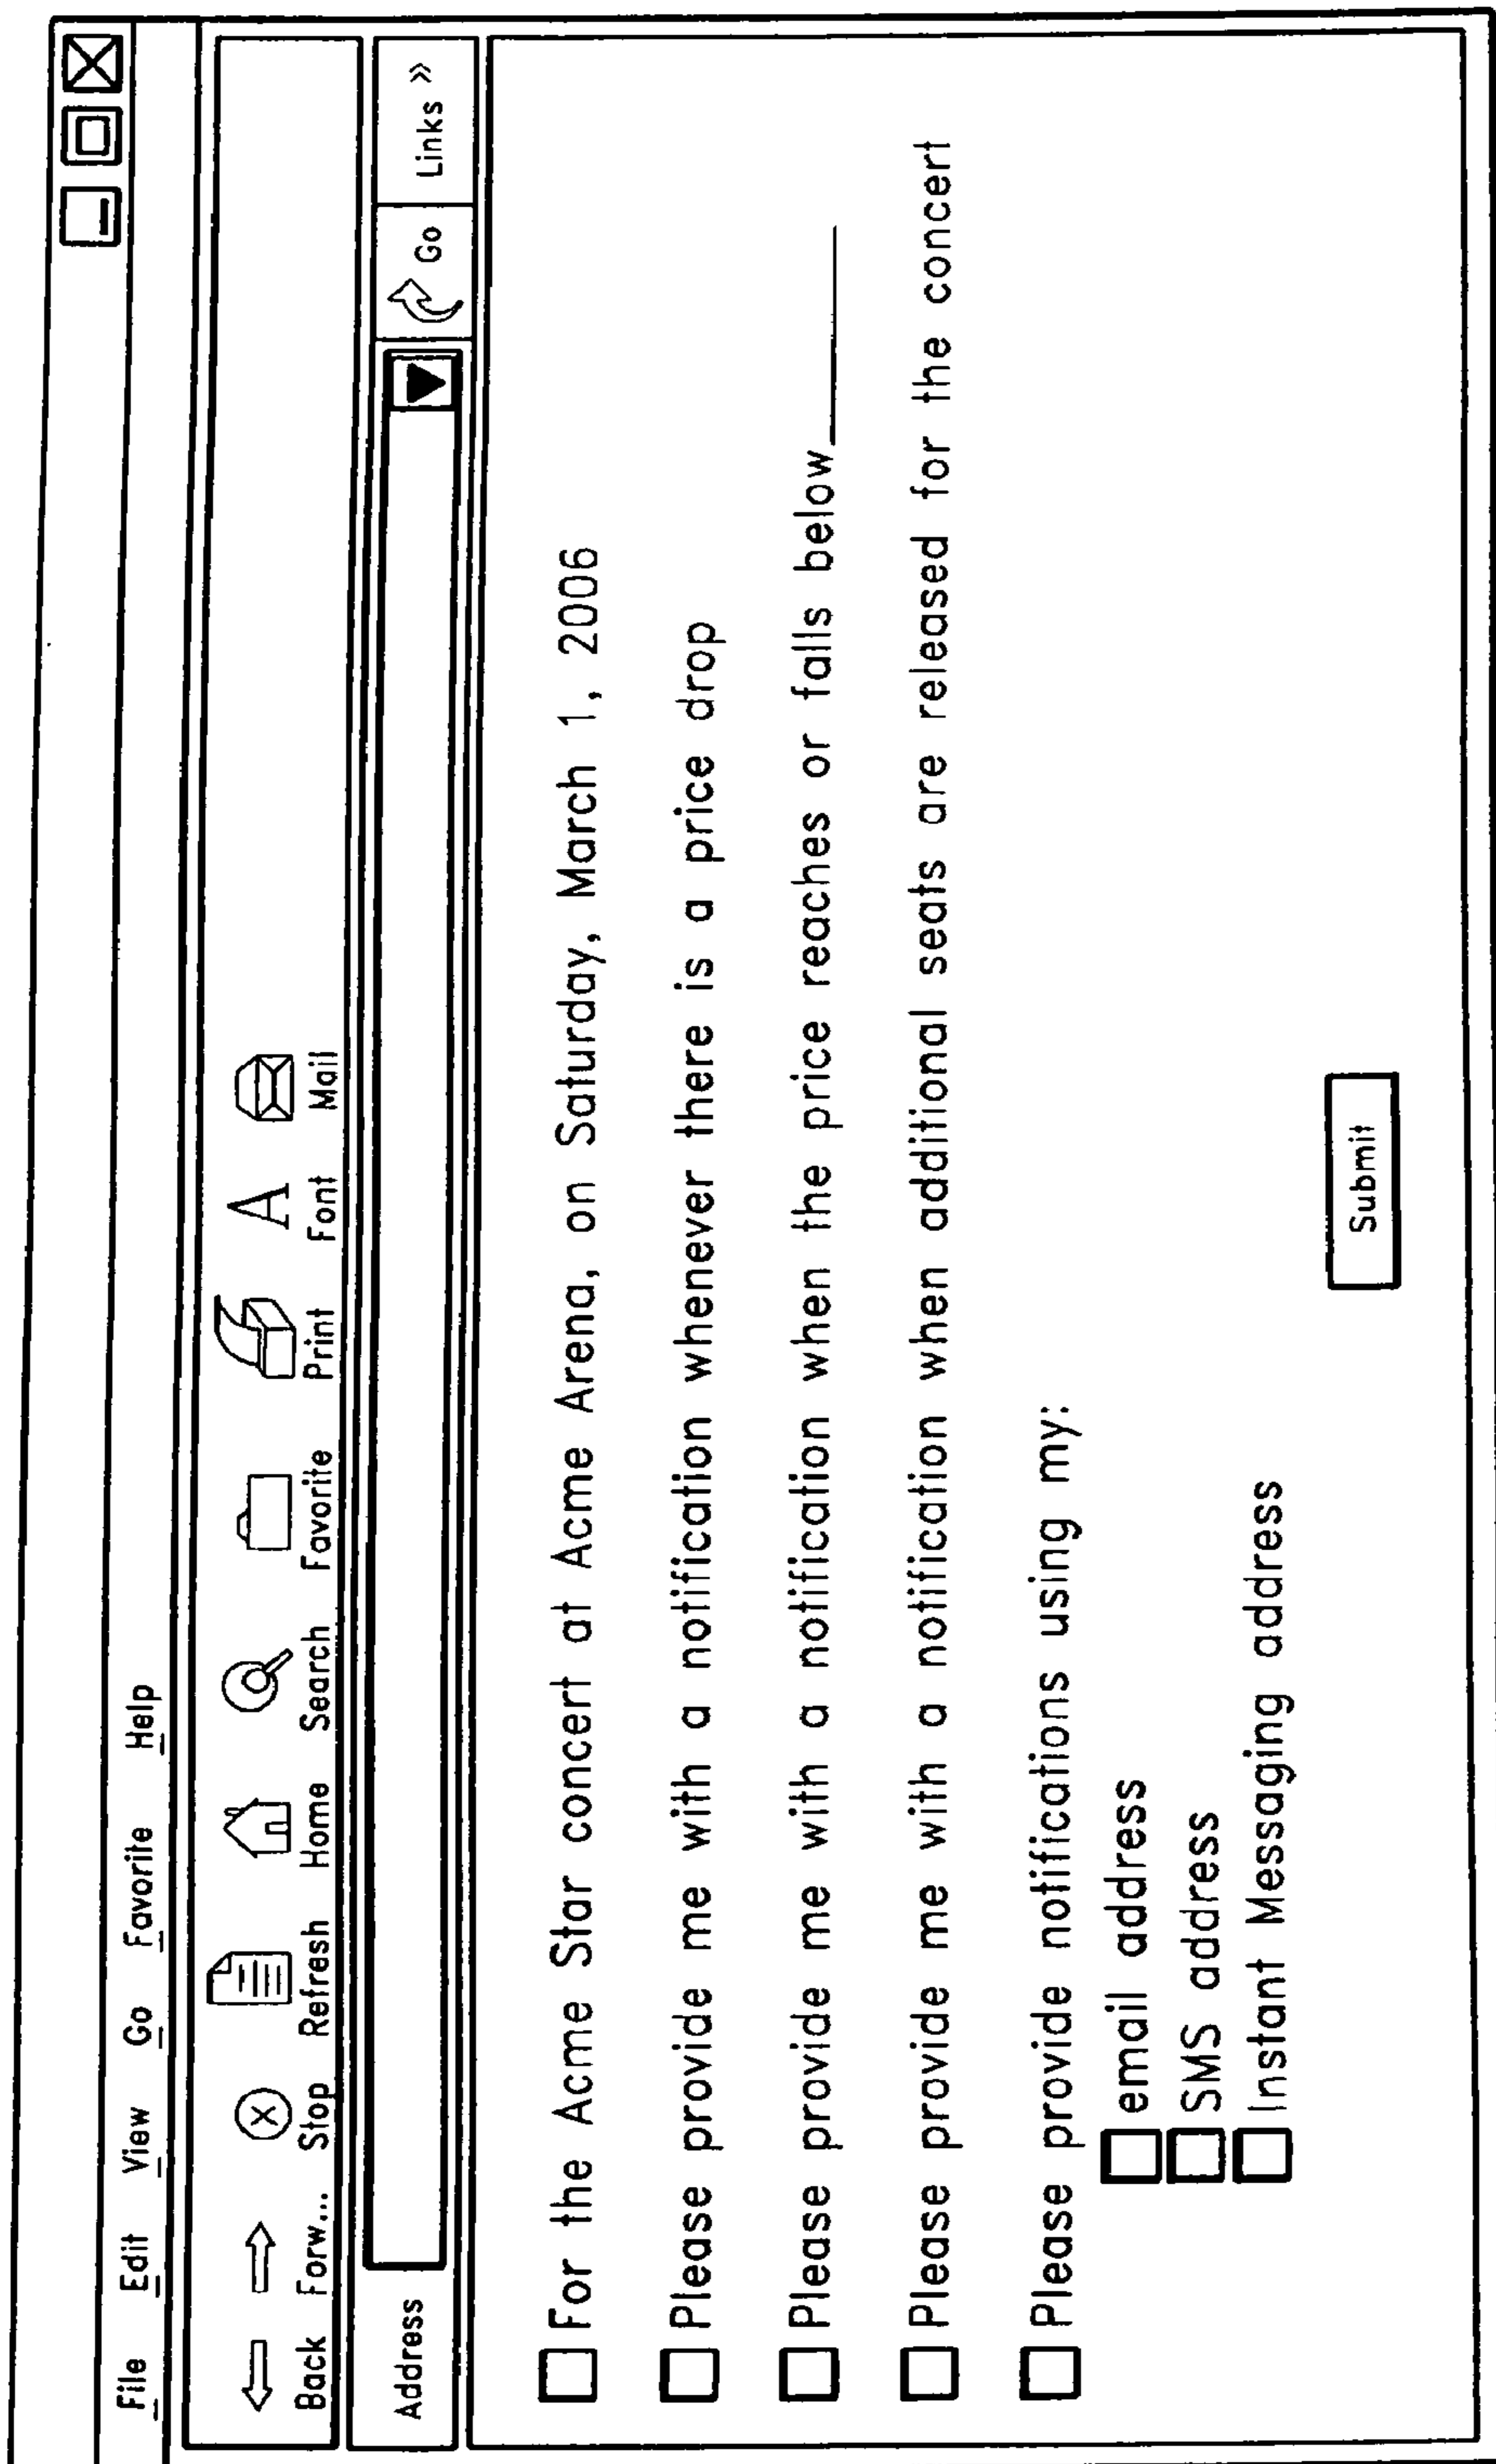 File Edit View Go Favorite Help
Back Forw... Stop Refresh Home Search Favorite Print Font Mail
Address Go Links »
For the Acme Star concert at Acme Arena, on Saturday, March 1, 2006
Please provide me with a notification whenever there is a price drop
Please provide me with a notification when the price reaches or falls below________
Please provide me with a notification when additional seats are released for the concert
Please provide notifications using my:
email address
SMS address
Instant Messaging address
Submit